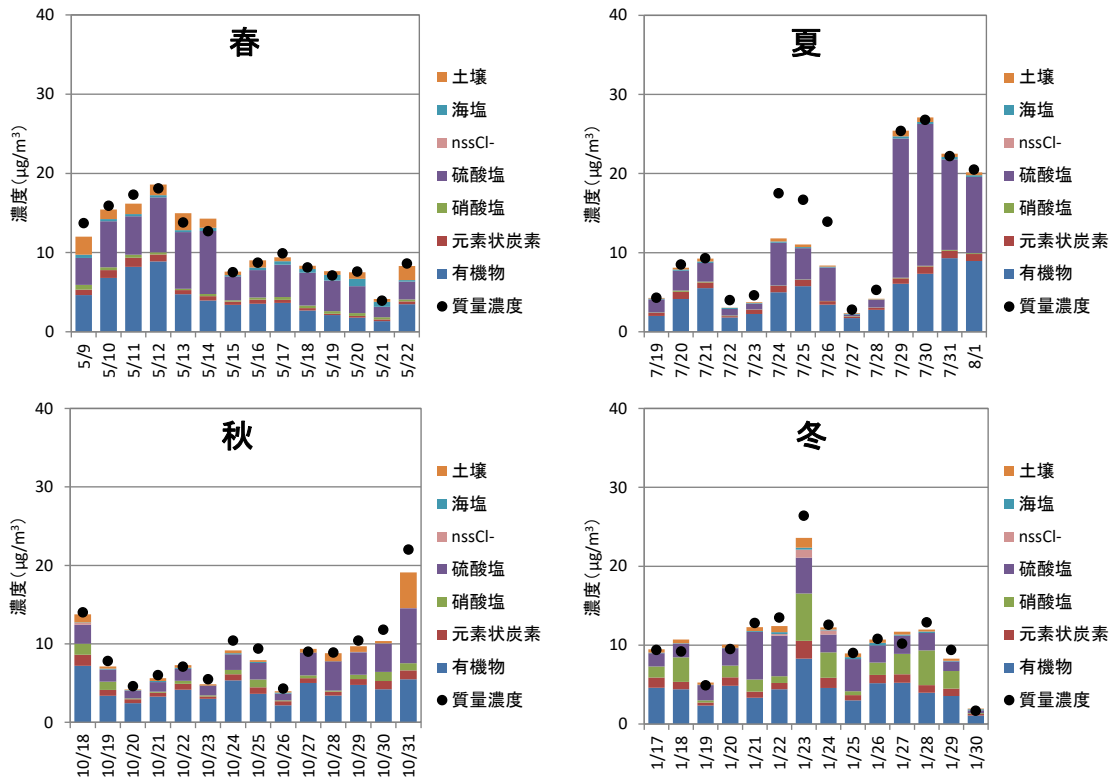 春
40
30
20
10
0
濃度(μg/m³)
5/9 5/10 5/11 5/12 5/13 5/14 5/15 5/16 5/17 5/18 5/19 5/20 5/21 5/22
土壌
海塩
nssCl-
硫酸塩
硝酸塩
元素状炭素
有機物
質量濃度
夏
40
30
20
10
0
濃度(μg/m³)
7/19 7/20 7/21 7/22 7/23 7/24 7/25 7/26 7/27 7/28 7/29 7/30 7/31 8/1
土壌
海塩
nssCl-
硫酸塩
硝酸塩
元素状炭素
有機物
質量濃度
秋
40
30
20
10
0
濃度(μg/m³)
10/18 10/19 10/20 10/21 10/22 10/23 10/24 10/25 10/26 10/27 10/28 10/29 10/30 10/31
土壌
海塩
nssCl-
硫酸塩
硝酸塩
元素状炭素
有機物
質量濃度
冬
40
30
20
10
0
濃度(μg/m³)
1/17 1/18 1/19 1/20 1/21 1/22 1/23 1/24 1/25 1/26 1/27 1/28 1/29 1/30
土壌
海塩
nssCl-
硫酸塩
硝酸塩
元素状炭素
有機物
質量濃度